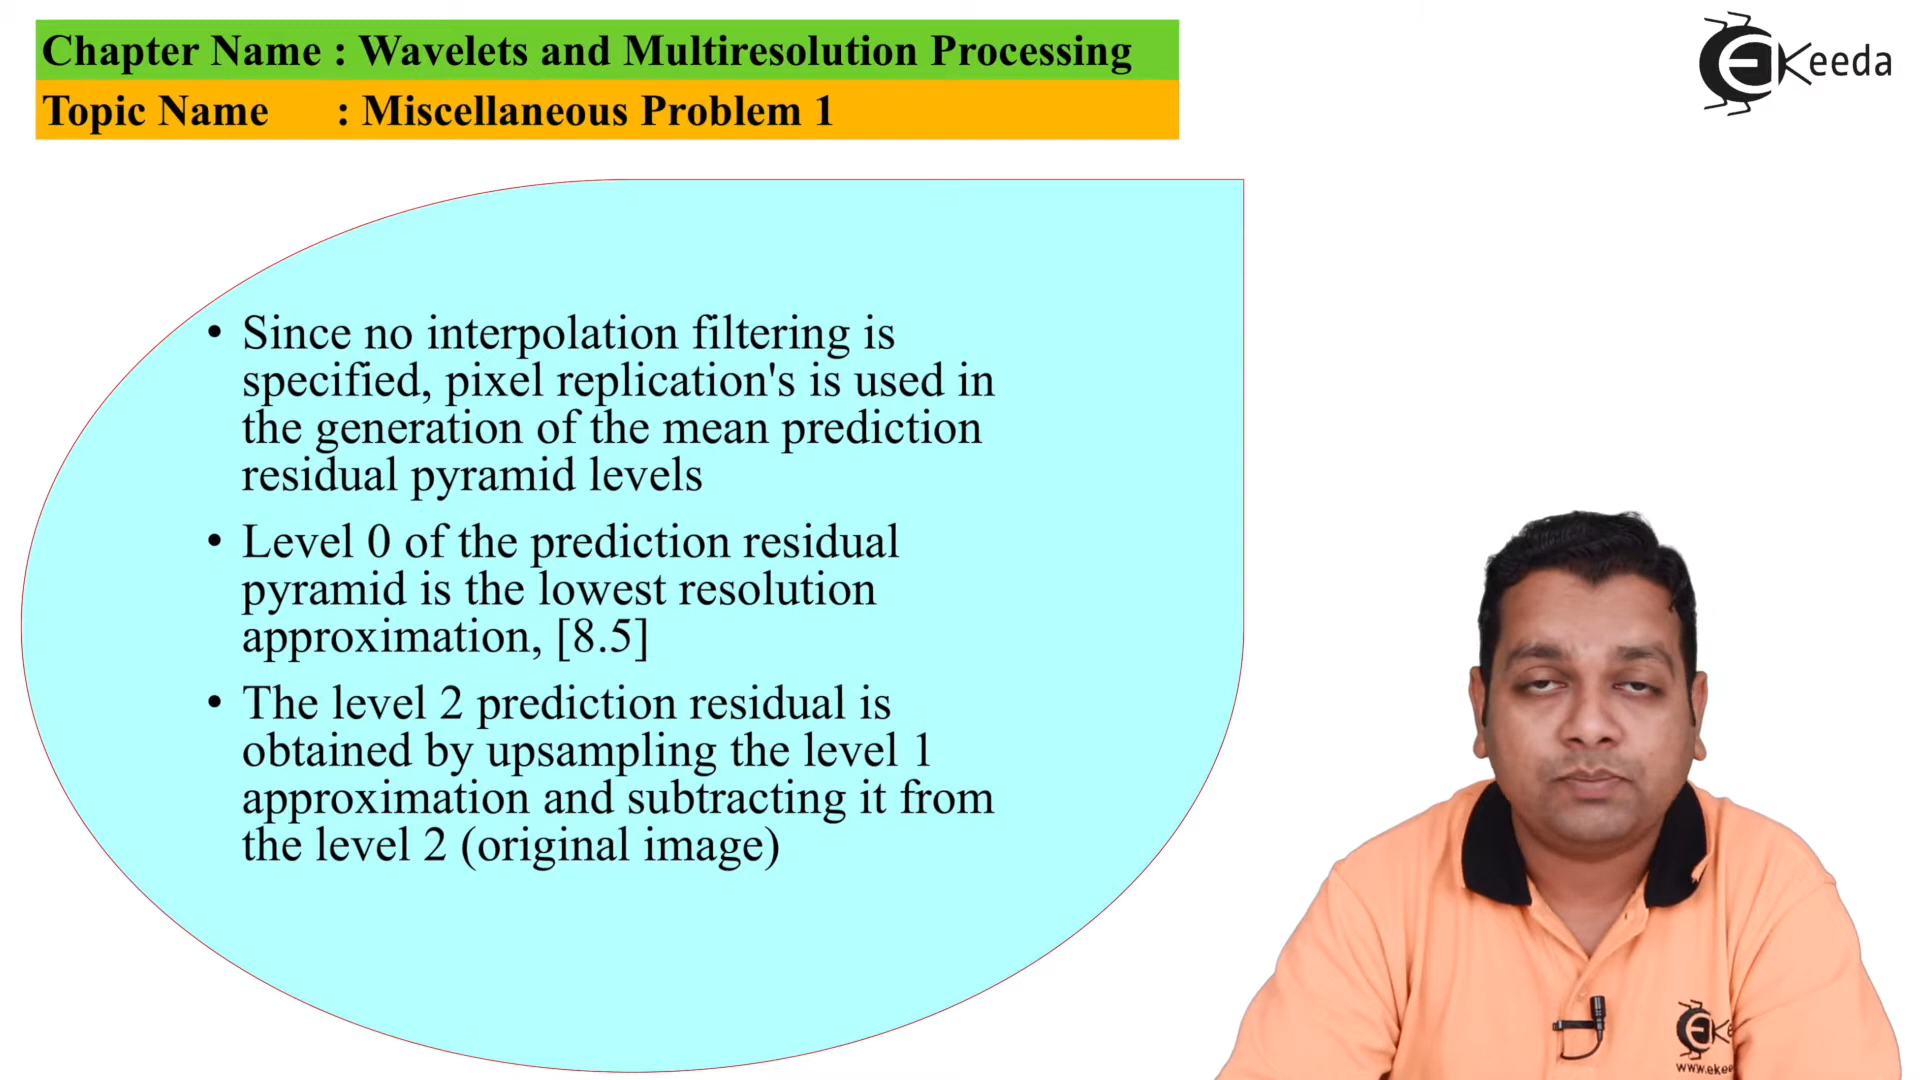 Chapter Name : Wavelets and Multiresolution Processing
Topic Name : Miscellaneous Problem 1
EKeeda
• Since no interpolation filtering is
specified, pixel replication's is used in
the generation of the mean prediction
residual pyramid levels
• Level 0 of the prediction residual
pyramid is the lowest resolution
approximation, [8.5]
• The level 2 prediction residual is
obtained by upsampling the level 1
approximation and subtracting it from
the level 2 (original image)